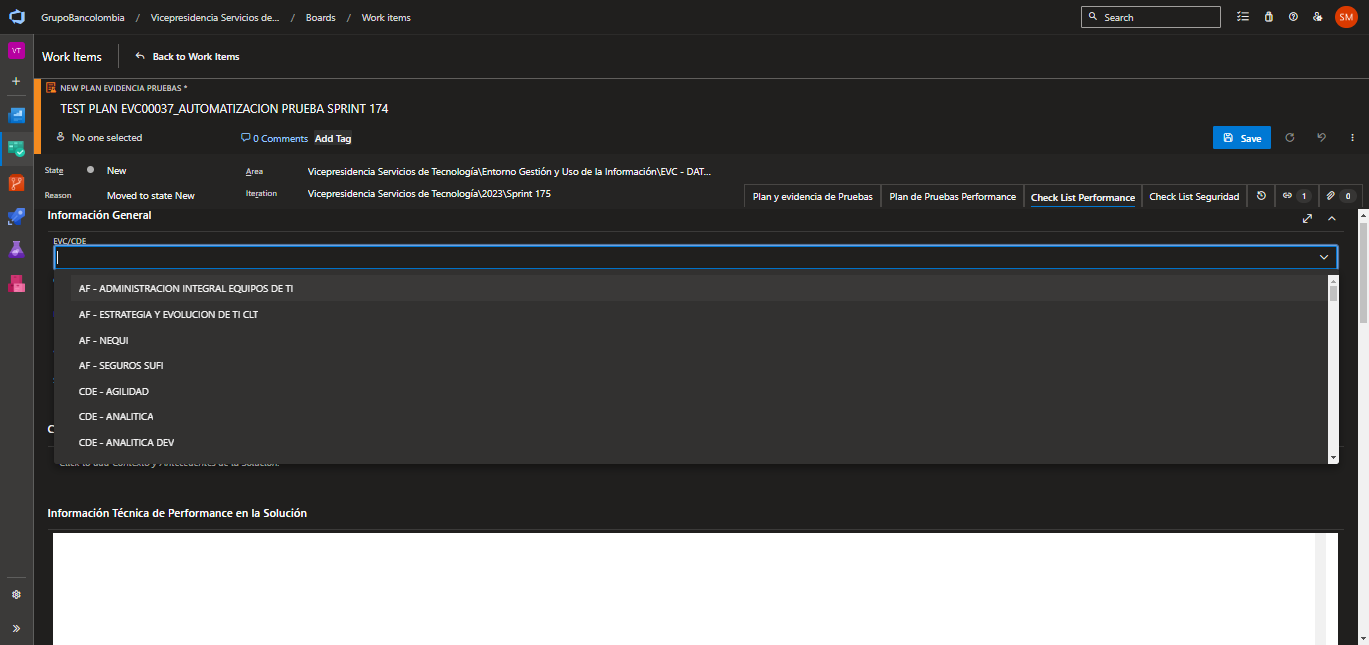 GrupoBancolombia / Vicepresidencia Servicios de... / Boards / Work items
Search
SM
VT
Work Items
Back to Work Items
NEW PLAN EVIDENCIA PRUEBAS *
TEST PLAN EVC00037_AUTOMATIZACION PRUEBA SPRINT 174
No one selected
0 Comments
Add Tag
Save
State
New
Area
Vicepresidencia Servicios de Tecnología\Entorno Gestión y Uso de la Información\EVC - DAT...
Reason
Moved to state New
Iteration
Vicepresidencia Servicios de Tecnología\2023\Sprint 175
Plan y evidencia de Pruebas
Plan de Pruebas Performance
Check List Performance
Check List Seguridad
1
0
Información General
EVC/CDE
AF - ADMINISTRACION INTEGRAL EQUIPOS DE TI
AF - ESTRATEGIA Y EVOLUCION DE TI CLT
AF - NEQUI
AF - SEGUROS SUFI
CDE - AGILIDAD
CDE - ANALITICA
CDE - ANALITICA DEV
Click to add Contexto y Antecedentes de la Solución.
Información Técnica de Performance en la Solución